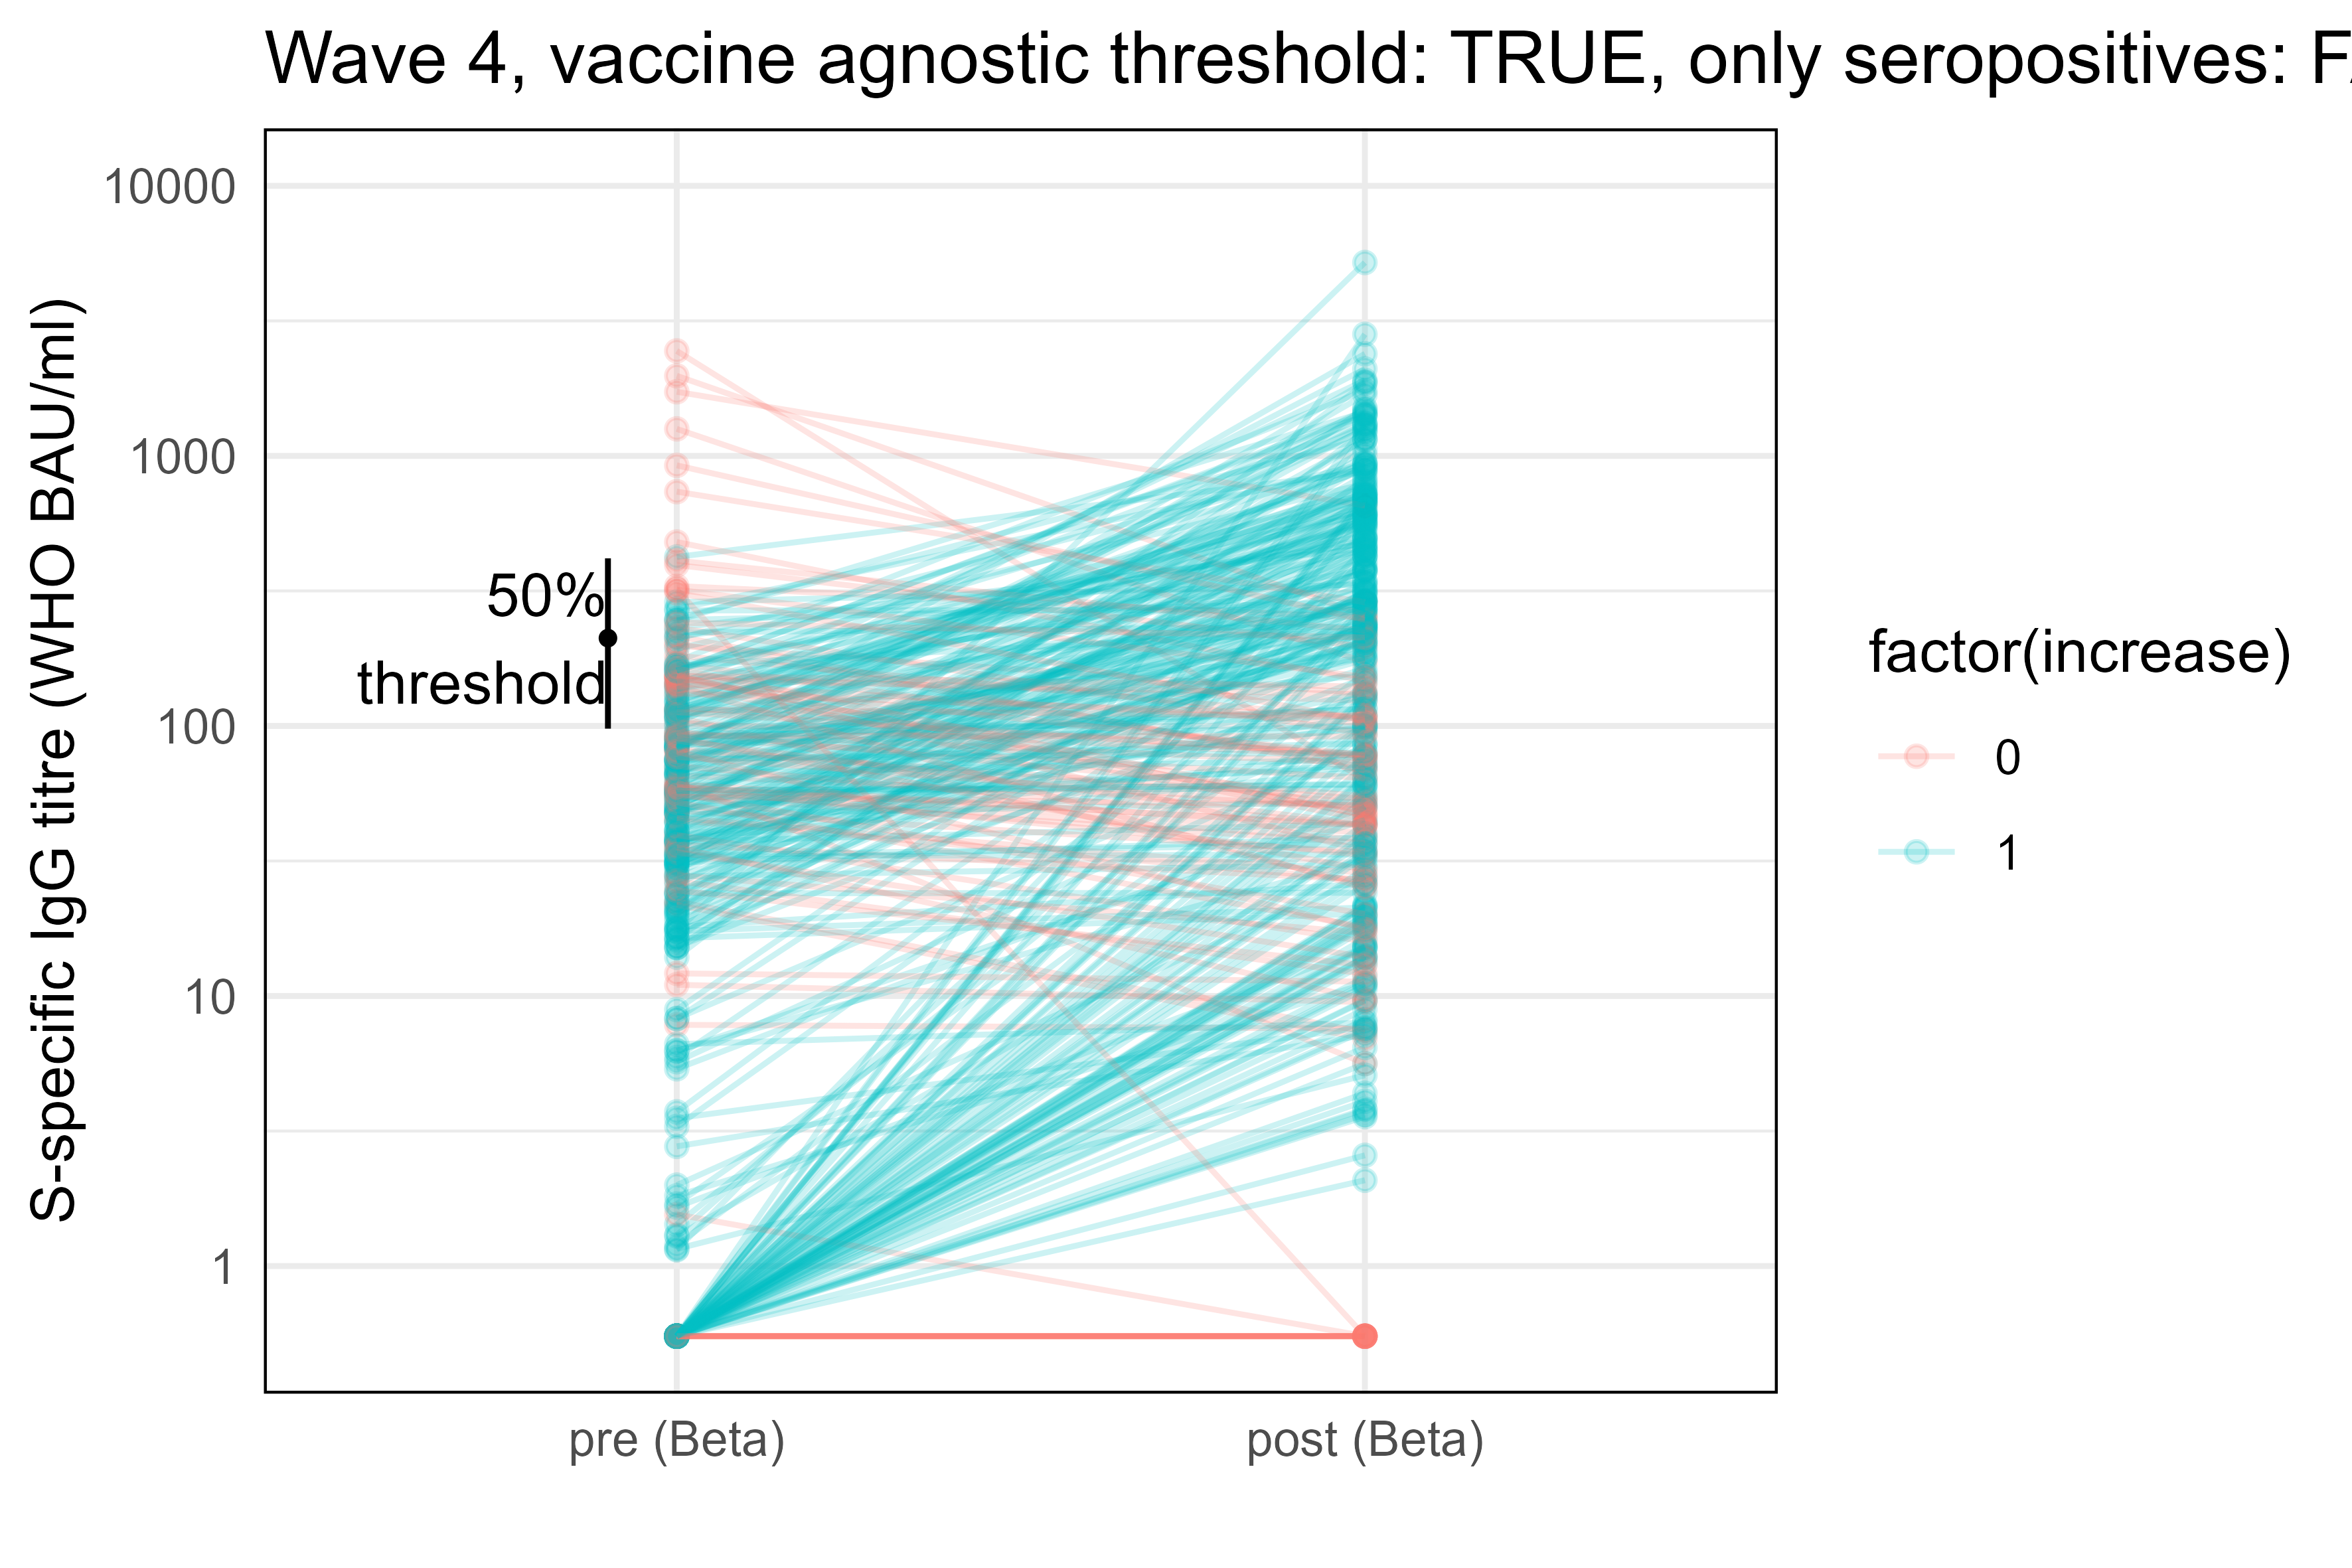 Wave 4, vaccine agnostic threshold: TRUE, only seropositives:
S-specific IgG titre (WHO BAU/ml)
10000
1000
100
10
1
50%
threshold
pre (Beta)
post (Beta)
factor(increase)
0
1